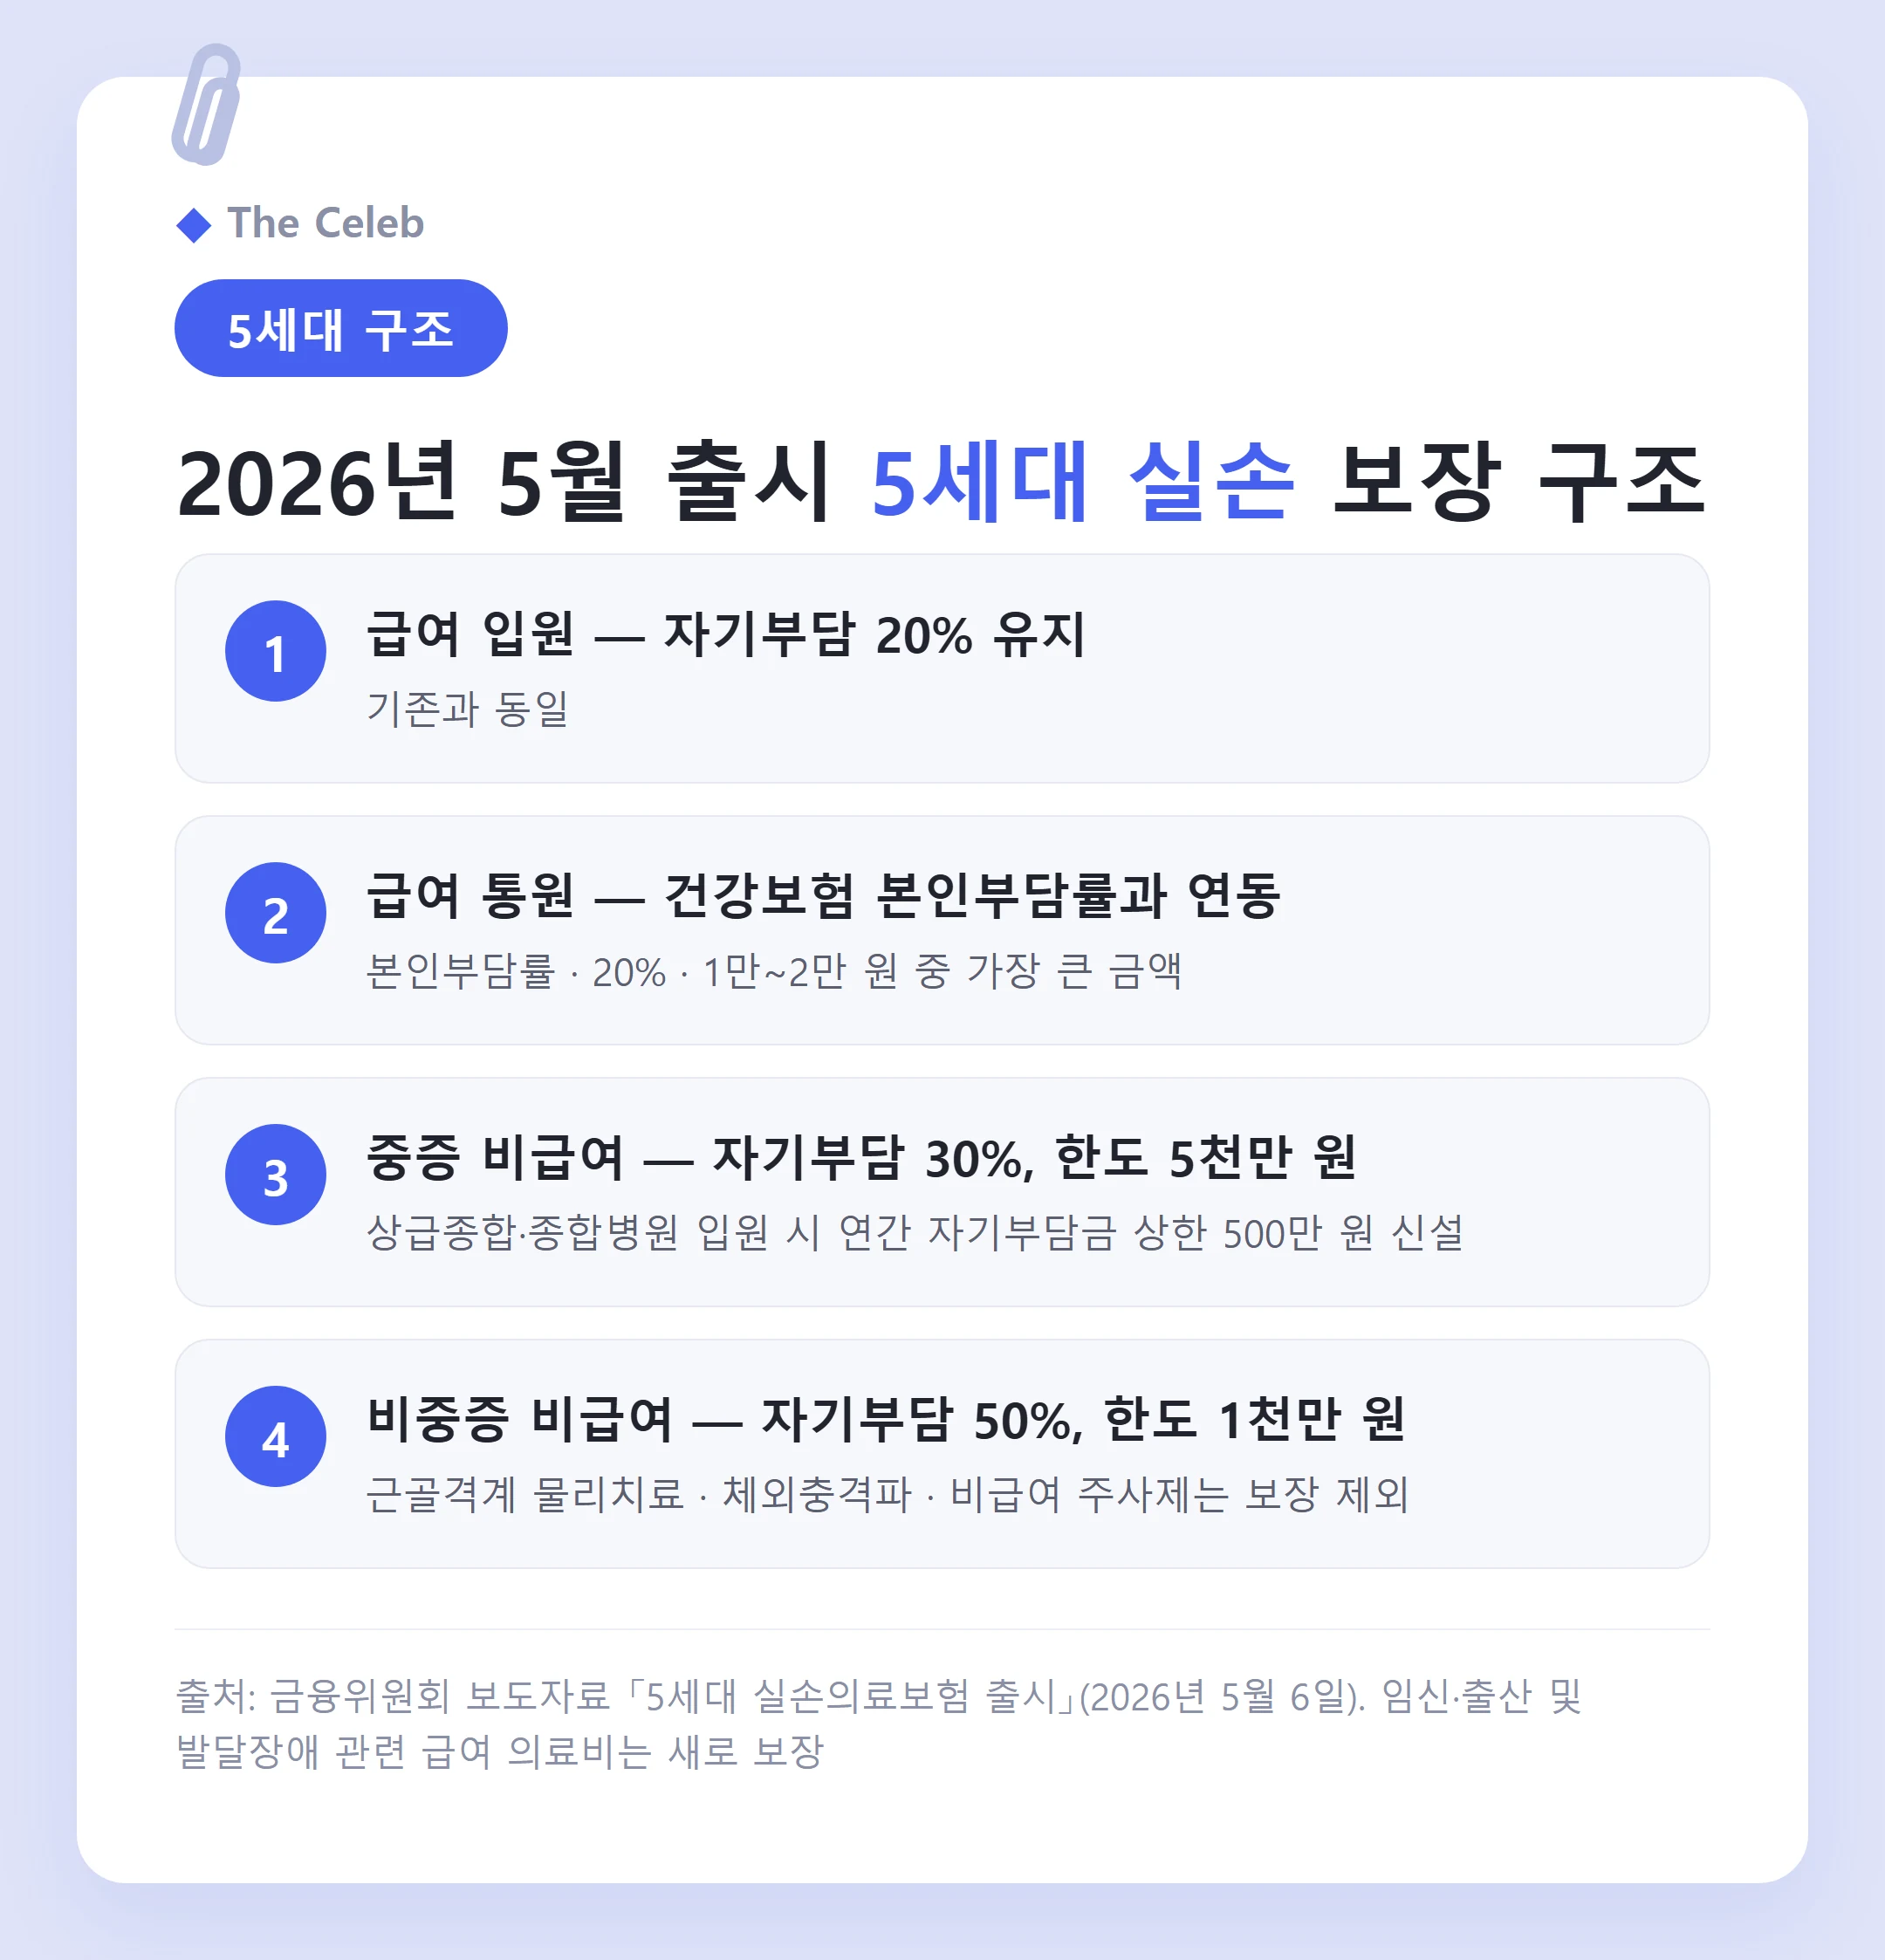 The Celeb
5세대 구조
2026년 5월 출시 5세대 실손 보장 구조
1
급여 입원 — 자기부담 20% 유지
기존과 동일
2
급여 통원 — 건강보험 본인부담률과 연동
본인부담률 · 20% · 1만~2만 원 중 가장 큰 금액
3
중증 비급여 — 자기부담 30%, 한도 5천만 원
상급종합·종합병원 입원 시 연간 자기부담금 상한 500만 원 신설
4
비중증 비급여 — 자기부담 50%, 한도 1천만 원
근골격계 물리치료 · 체외충격파 · 비급여 주사제는 보장 제외
출처: 금융위원회 보도자료 「5세대 실손의료보험 출시」(2026년 5월 6일). 임신·출산 및
발달장애 관련 급여 의료비는 새로 보장